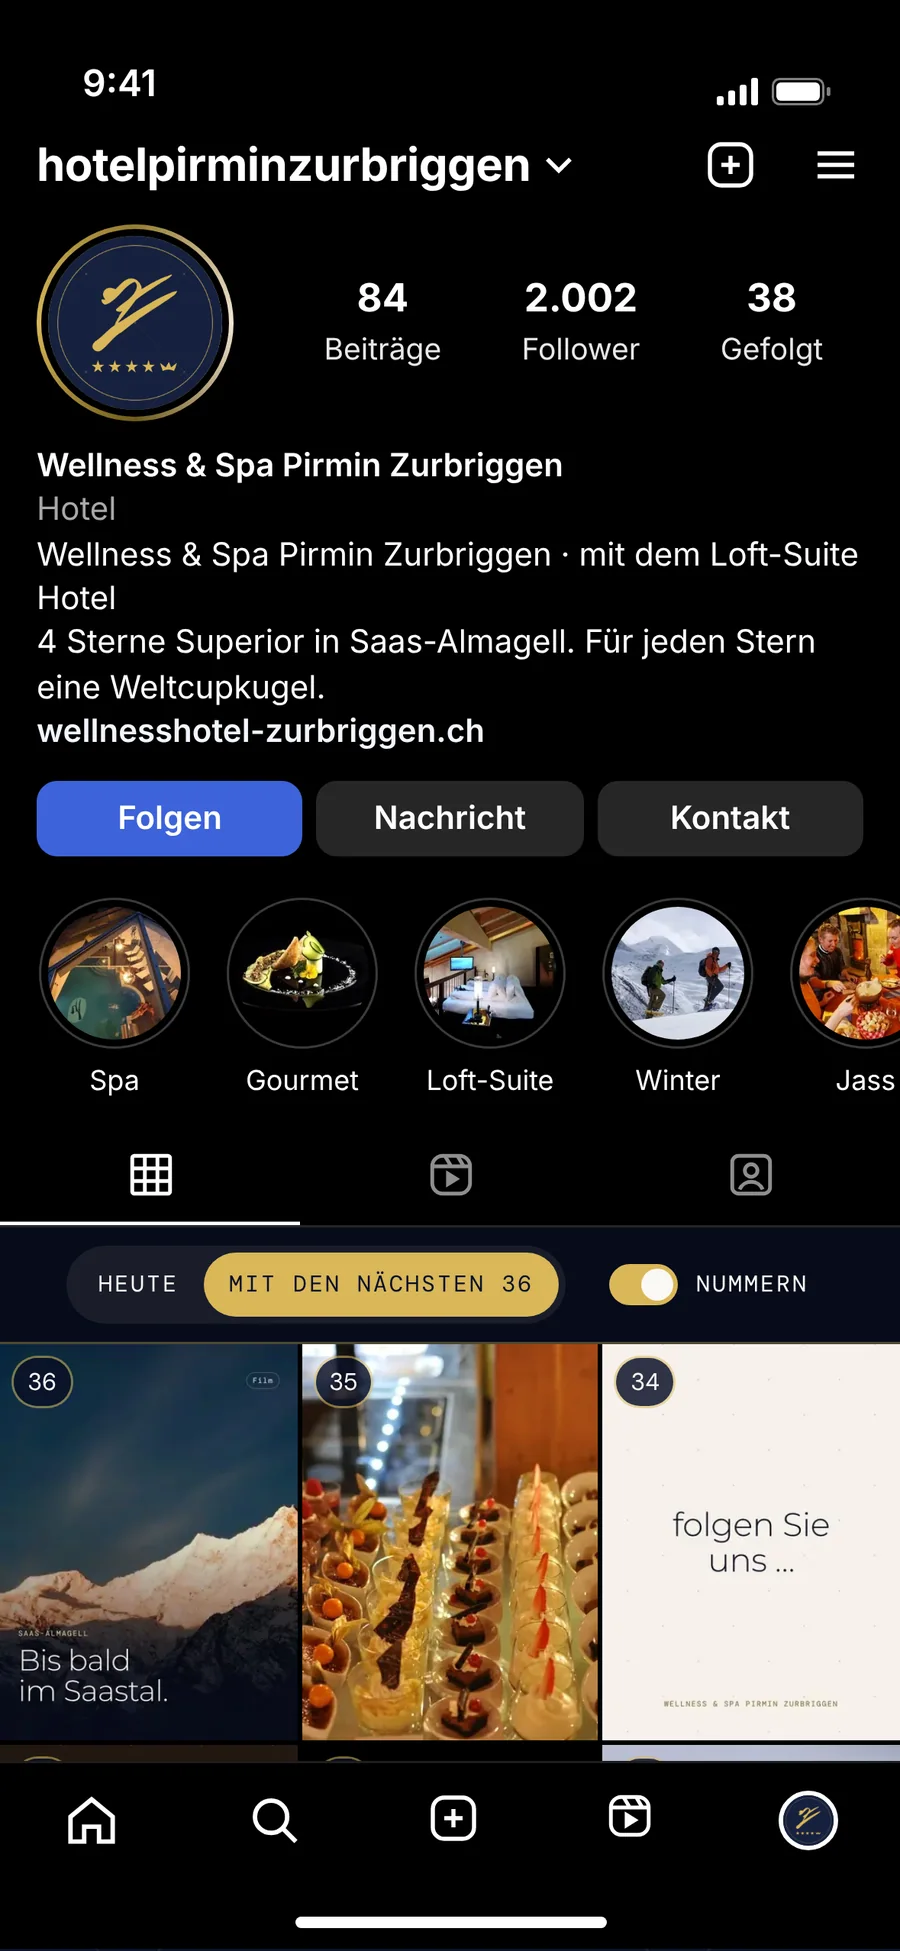 9:41
hotelpirminzurbriggen
84
2.002
38
Beiträge
Follower
Gefolgt
Wellness & Spa Pirmin Zurbriggen
Hotel
Wellness & Spa Pirmin Zurbriggen · mit dem Loft-Suite
Hotel
4 Sterne Superior in Saas-Almagell. Für jeden Stern
eine Weltcupkugel.
wellnesshotel-zurbriggen.ch
Folgen
Nachricht
Kontakt
Spa
Gourmet
Loft-Suite
Winter
Jass
HEUTE
MIT DEN NÄCHSTEN 36
NUMMERN
36
Film
35
34
folgen Sie
uns ...
SAAS-ALMAGELL
Bis bald
im Saastal.
WELLNESS & SPA PIRMIN ZURBRIGGEN